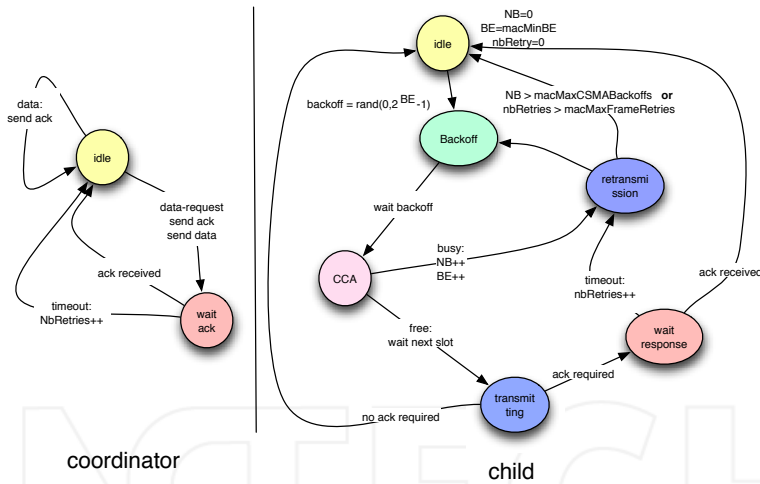 data:
send ack
idle
data-request
send ack
send data
ack received
timeout:
NbRetries++
wait
ack
coordinator
NB=0
BE=macMinBE
nbRetry=0
idle
backoff = rand(0,2^BE-1)
NB > macMaxCSMABackoffs or
nbRetries > macMaxFrameRetries
Backoff
retransmi
ssion
wait backoff
busy:
NB++
BE++
CCA
timeout:
nbRetries++
ack received
free:
wait next slot
wait
response
ack required
transmit
tting
no ack required
child